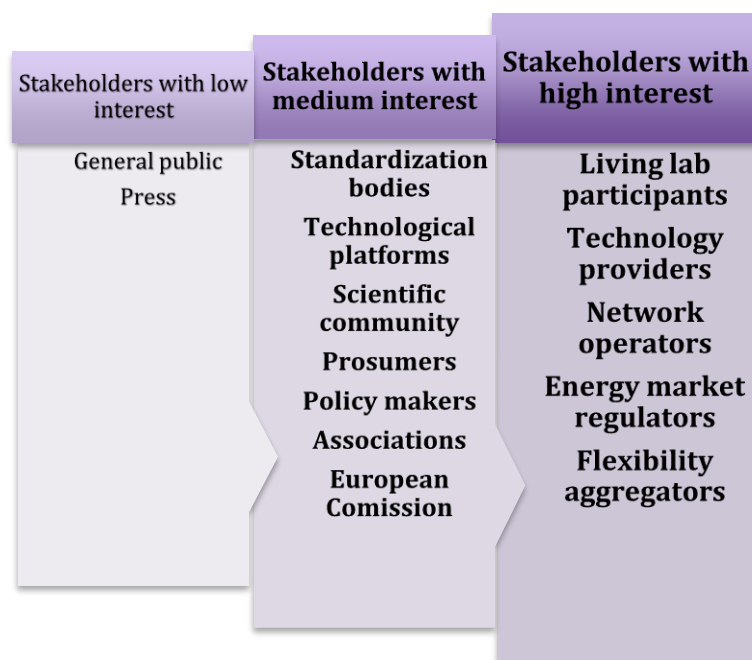 Stakeholders with low
interest
General public
Press
Stakeholders with
medium interest
Standardization
bodies
Technological
platforms
Scientific
community
Prosumers
Policy makers
Associations
European
Comission
Stakeholders with
high interest
Living lab
participants
Technology
providers
Network
operators
Energy market
regulators
Flexibility
aggregators